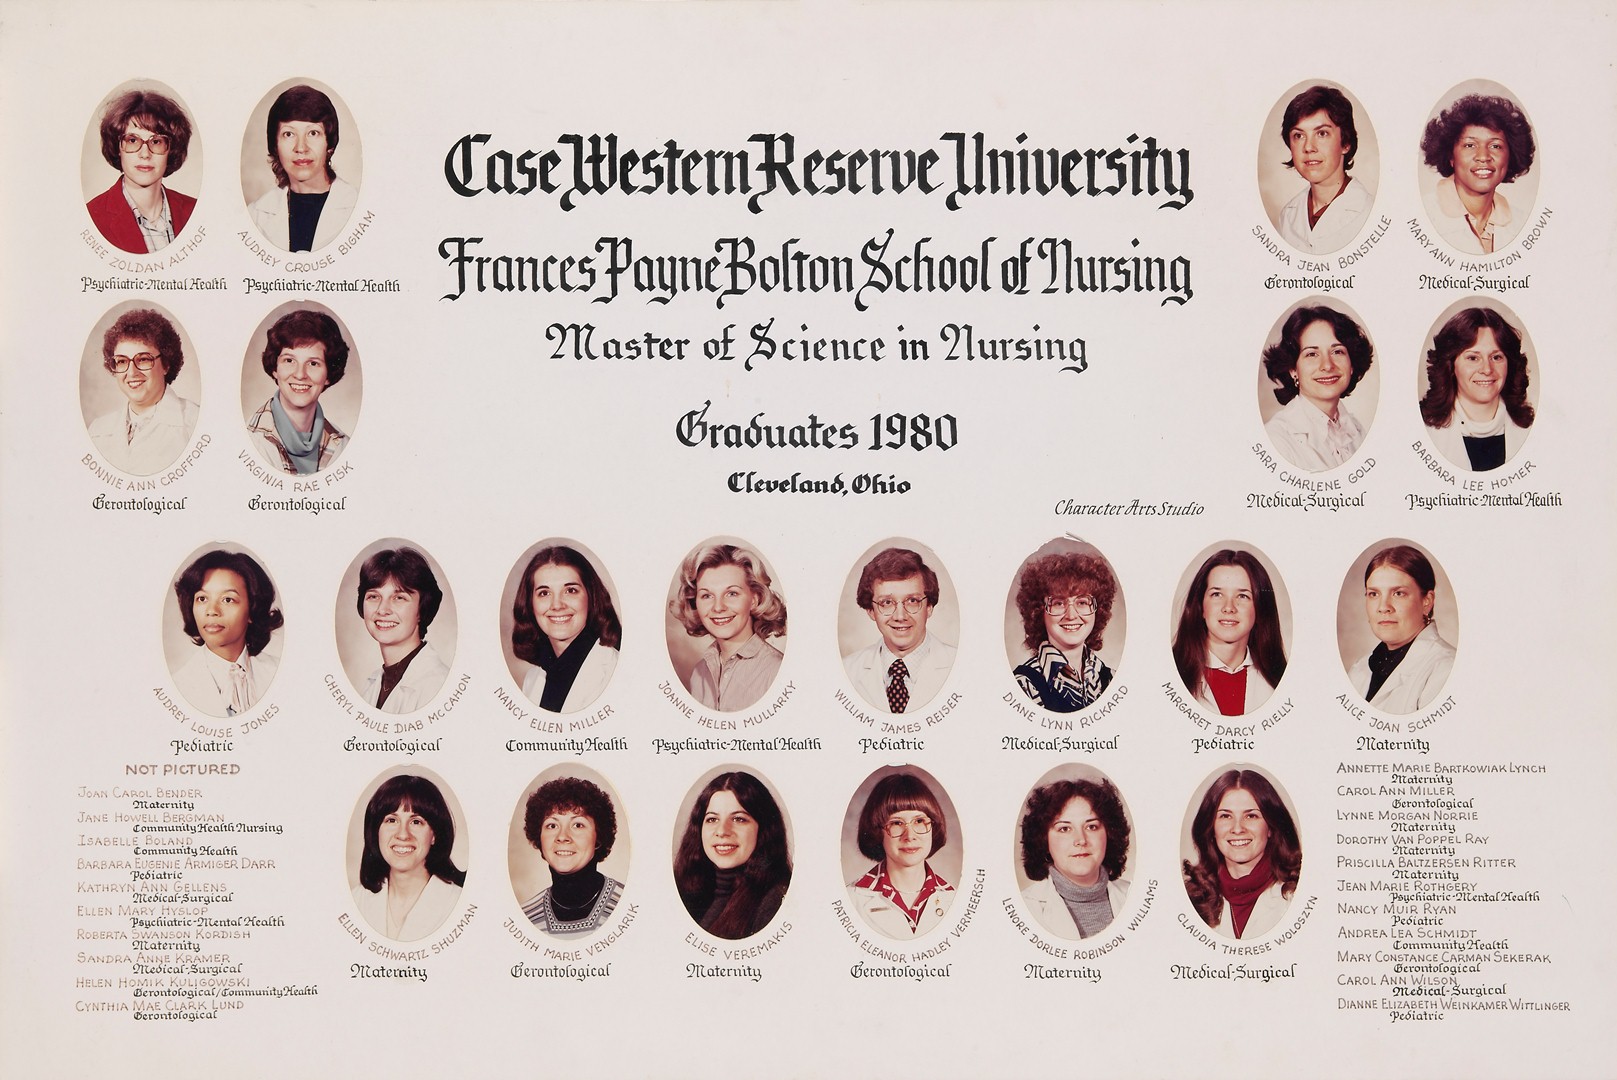 Case Western Reserve University
Frances Payne Bolton School of Nursing
Master of Science in Nursing
Graduates 1980
Cleveland, Ohio
Character Arts Studio
RENEE ZOLDAN ALTHOF
Psychiatric-Mental Health
AUDREY CROUSE BIGHAM
Psychiatric-Mental Health
SANDRA JEAN BONSTELLE
Gerontological
MARY ANN HAMILTON BROWN
Medical-Surgical
BONNIE ANN CROFFORD
Gerontological
VIRGINIA RAE FISK
Gerontological
SARA CHARLENE GOLD
Medical-Surgical
BARBARA LEE HOMER
Psychiatric-Mental Health
AUDREY LOUISE JONES
Pediatric
CHERYL PAULE DIAB MCCAHON
Gerontological
NANCY ELLEN MILLER
Community Health
JOANNE HELEN MULLARKY
Psychiatric-Mental Health
WILLIAM JAMES REISER
Pediatric
DIANE LYNN RICKARD
Medical-Surgical
MARGARET DARCY RIELLY
Pediatric
ALICE JOAN SCHMIDT
Maternity
ELLEN SCHWARTZ SHUZMAN
Maternity
JUDITH MARIE VENGLARIK
Gerontological
ELISE VEREMAKIS
Maternity
PATRICIA ELEANOR HADLEY VERMEERSCH
Gerontological
LENORE DORLEE ROBINSON WILLIAMS
Maternity
CLAUDIA THERESE WOLOSZYN
Medical-Surgical
NOT PICTURED
JOAN CAROL BENDER
Maternity
JANE HOWELL BERGMAN
Community Health Nursing
ISABELLE BOLAND
Community Health
BARBARA EUGENIE ARMIGER DARR
Pediatric
KATHRYN ANN GELLENS
Medical-Surgical
ELLEN MARY HYSLOP
Psychiatric-Mental Health
ROBERTA SWANSON KORDISH
Maternity
SANDRA ANNE KRAMER
Medical-Surgical
HELEN HOMIK KULIGOWSKI
Gerontological/Community Health
CYNTHIA MAE CLARK LUND
Gerontological
ANNETTE MARIE BARTKOWIAK LYNCH
Maternity
CAROL ANN MILLER
Gerontological
LYNNE MORGAN NORRIE
Maternity
DOROTHY VAN POPPEL RAY
Maternity
PRISCILLA BALTZERSEN RITTER
Maternity
JEAN MARIE ROTHGERY
Psychiatric-Mental Health
NANCY MUIR RYAN
Pediatric
ANDREA LEA SCHMIDT
Community Health
MARY CONSTANCE CARMAN SEKERAK
Gerontological
CAROL ANN WILSON
Medical-Surgical
DIANNE ELIZABETH WEINKAMER WITTLINGER
Pediatric